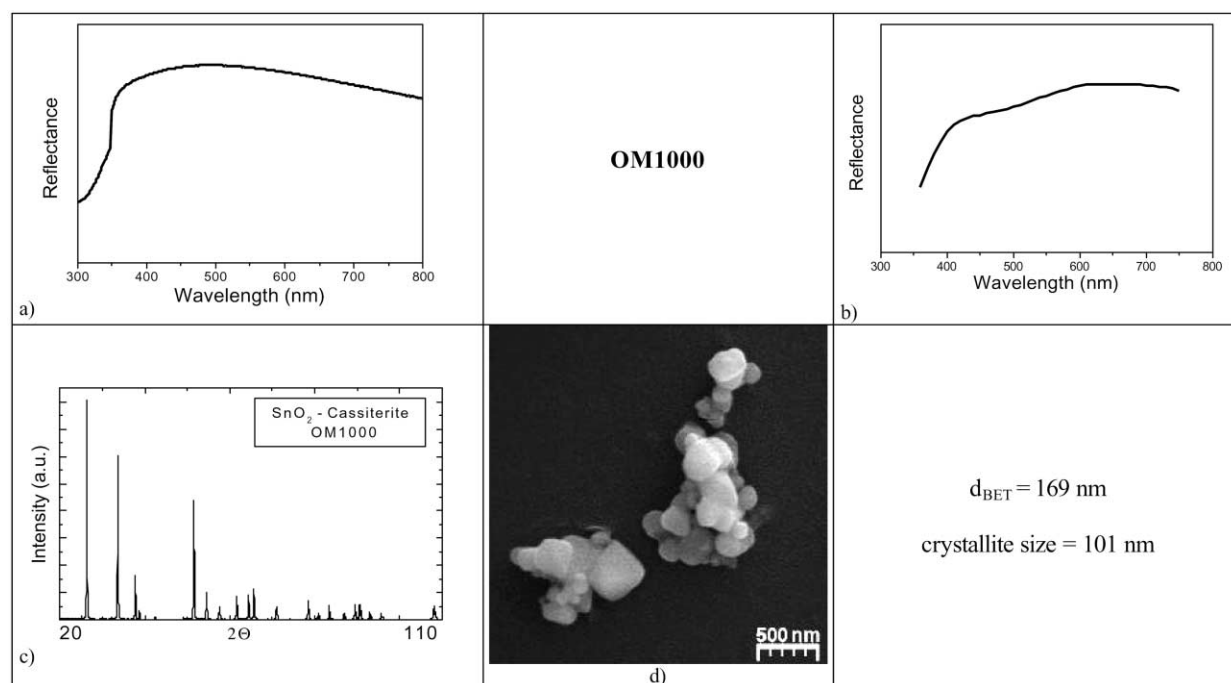 Reflectance
300 400 500 600 700 800
Wavelength (nm)
a)
OM1000
Reflectance
300 400 500 600 700 800
Wavelength (nm)
b)
SnO₂ - Cassiterite
OM1000
Intensity (a.u.)
20 2Θ 110
c)
500 nm
d)
d_BET = 169 nm
crystallite size = 101 nm